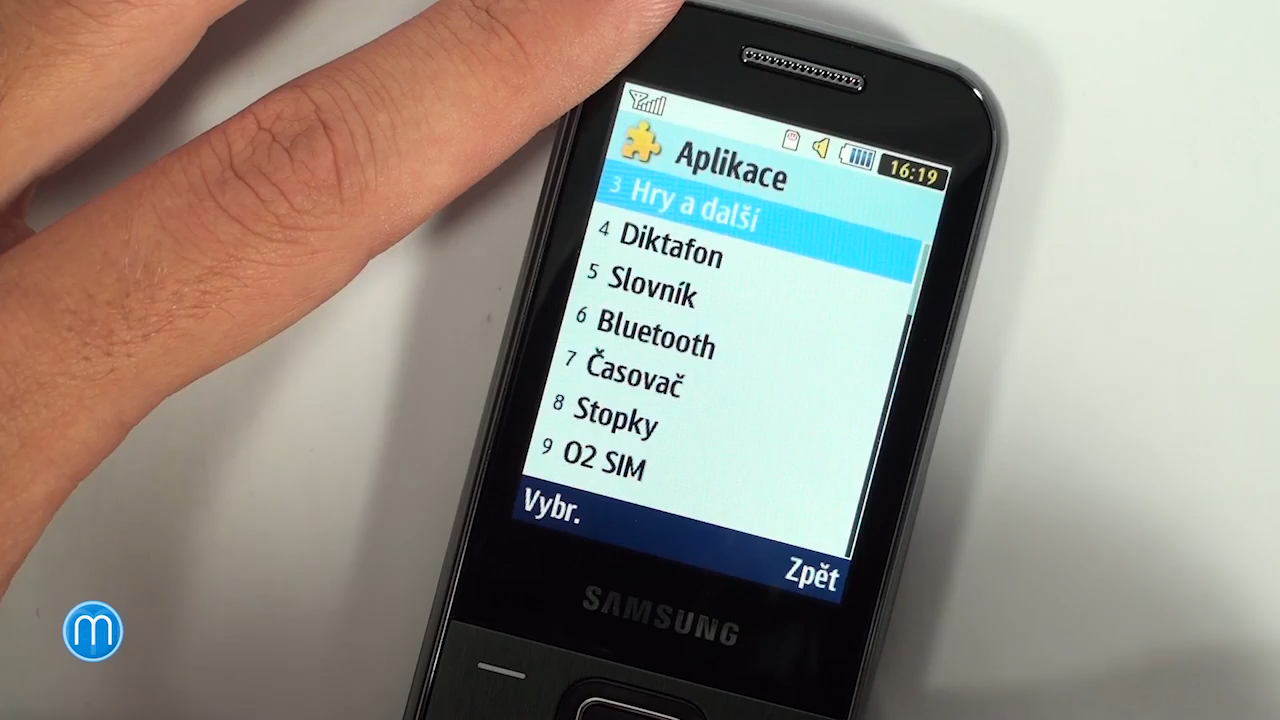 16:19
Aplikace
3 Hry a další
4 Diktafon
5 Slovník
6 Bluetooth
7 Časovač
8 Stopky
9 O2 SIM
Vybr.
Zpět
SAMSUNG
m